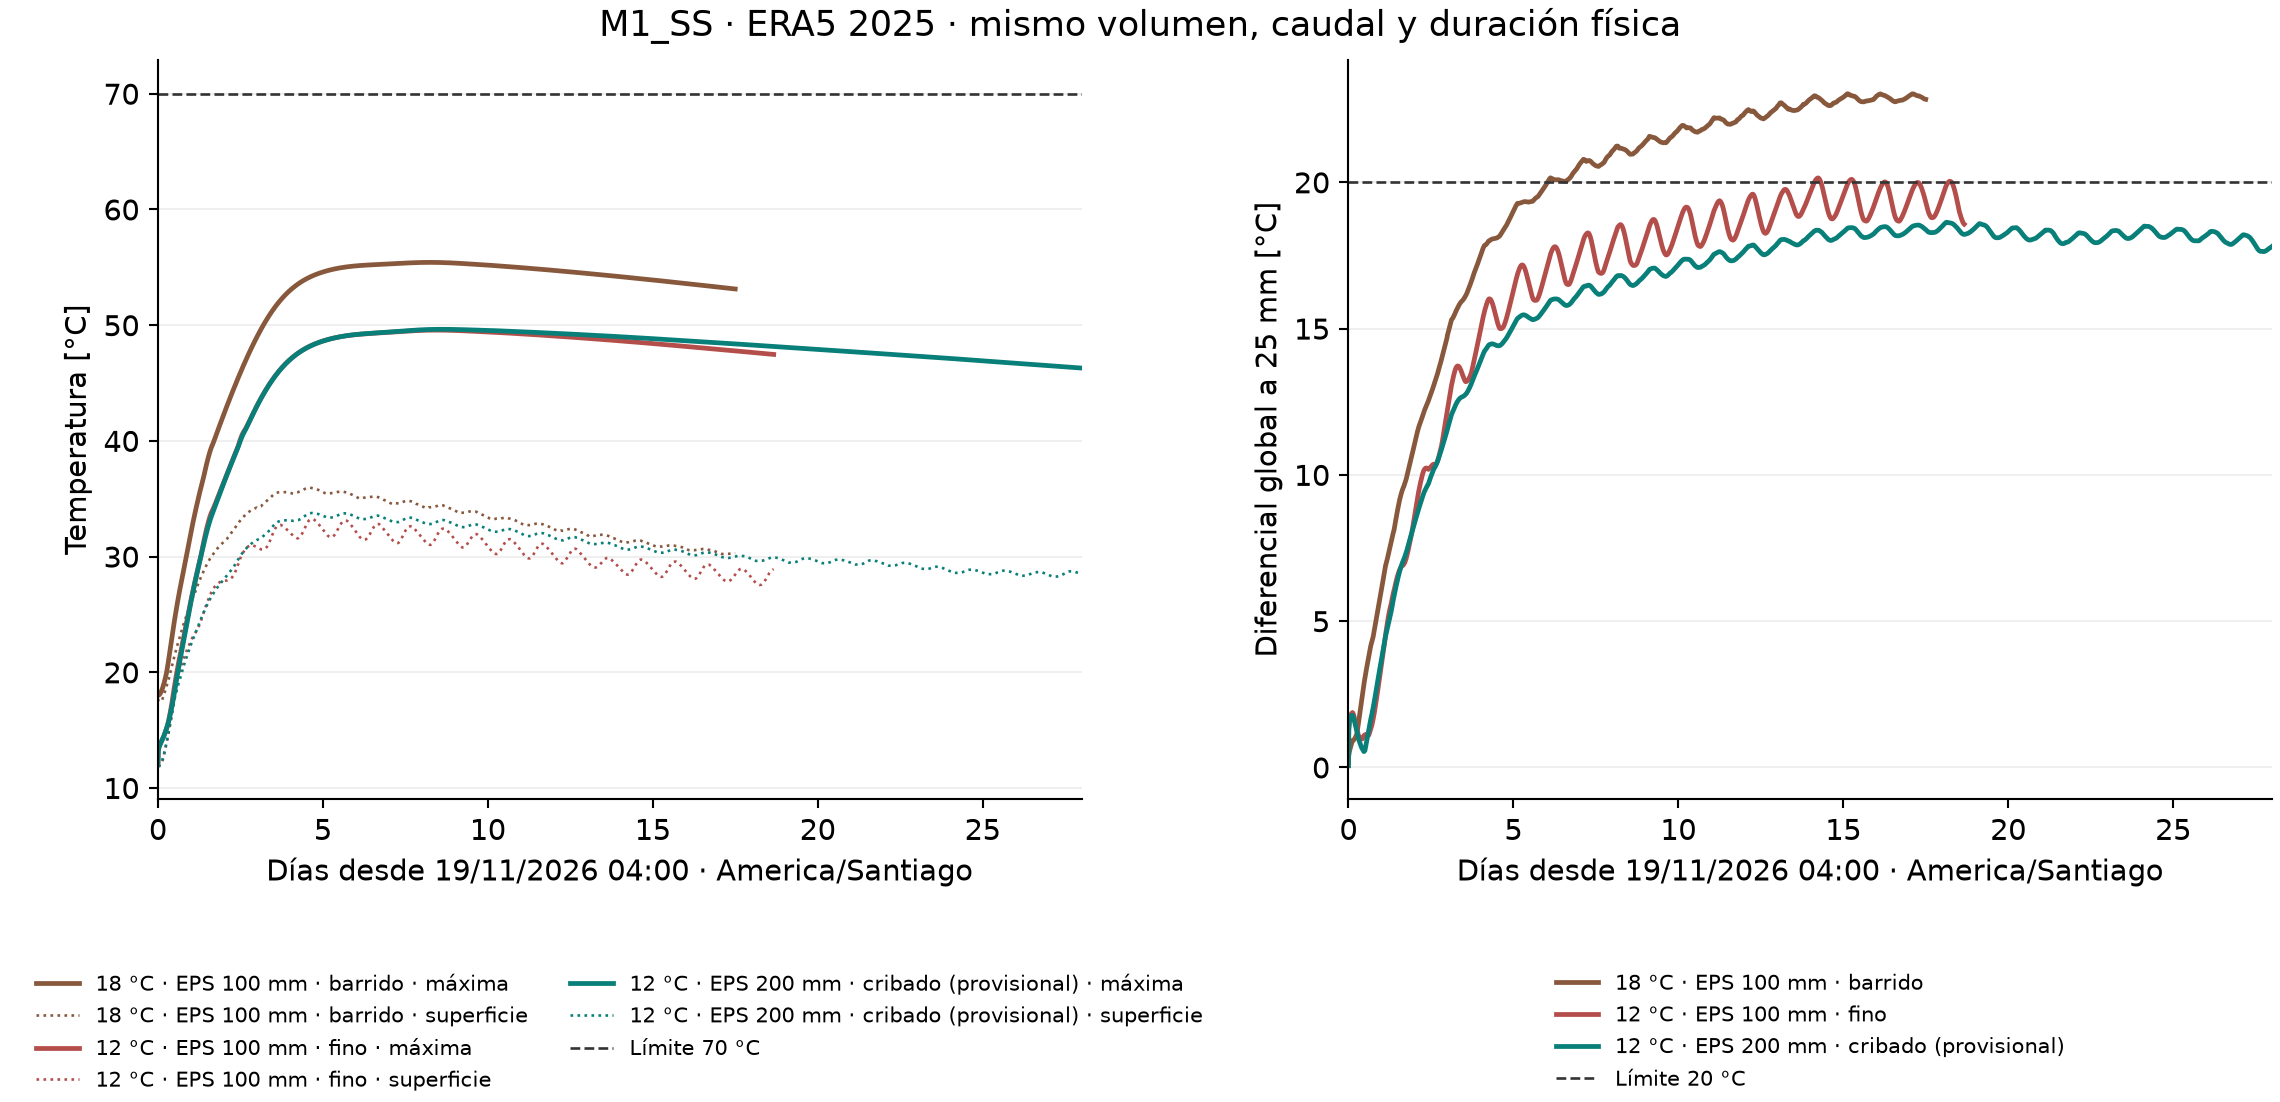 M1_SS · ERA5 2025 · mismo volumen, caudal y duración física
Temperatura [°C]
70
60
50
40
30
20
10
0
5
10
15
20
25
Días desde 19/11/2026 04:00 · America/Santiago
Diferencial global a 25 mm [°C]
20
15
10
5
0
0
5
10
15
20
25
Días desde 19/11/2026 04:00 · America/Santiago
18 °C · EPS 100 mm · barrido · máxima
18 °C · EPS 100 mm · barrido · superficie
12 °C · EPS 100 mm · fino · máxima
12 °C · EPS 100 mm · fino · superficie
12 °C · EPS 200 mm · cribado (provisional) · máxima
12 °C · EPS 200 mm · cribado (provisional) · superficie
Límite 70 °C
18 °C · EPS 100 mm · barrido
12 °C · EPS 100 mm · fino
12 °C · EPS 200 mm · cribado (provisional)
Límite 20 °C